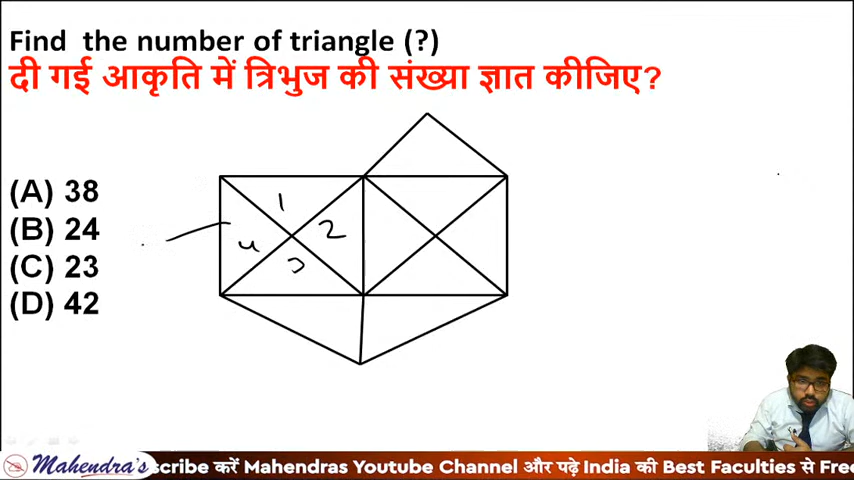 Find the number of triangle (?)
दी गई आकृति में त्रिभुज की संख्या ज्ञात कीजिए?
(A) 38
(B) 24
(C) 23
(D) 42
1
2
3
4
Mahendra's
scribe करें Mahendras Youtube Channel और पढ़े India की Best Faculties से Free